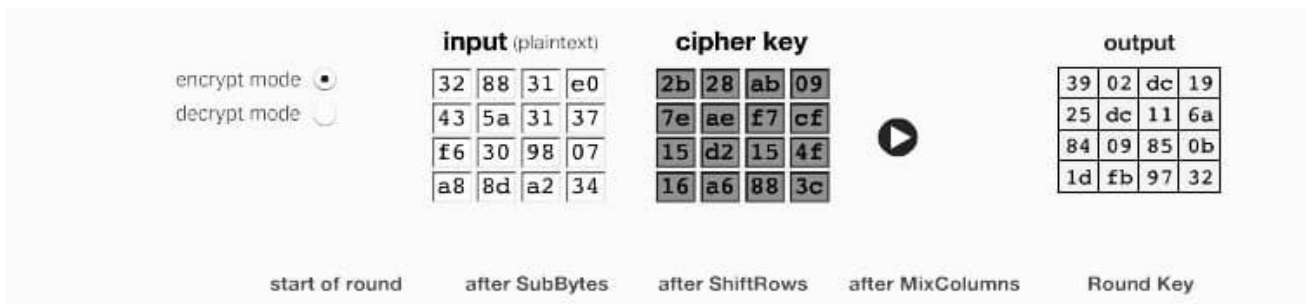 input (plaintext) cipher key output
encrypt mode
decrypt mode
32 88 31 e0 2b 28 ab 09 39 02 dc 19
43 5a 31 37 7e ae f7 cf 25 dc 11 6a
f6 30 98 07 15 d2 15 4f 84 09 85 0b
a8 8d a2 34 16 a6 88 3c 1d fb 97 32
start of round after SubBytes after ShiftRows after MixColumns Round Key